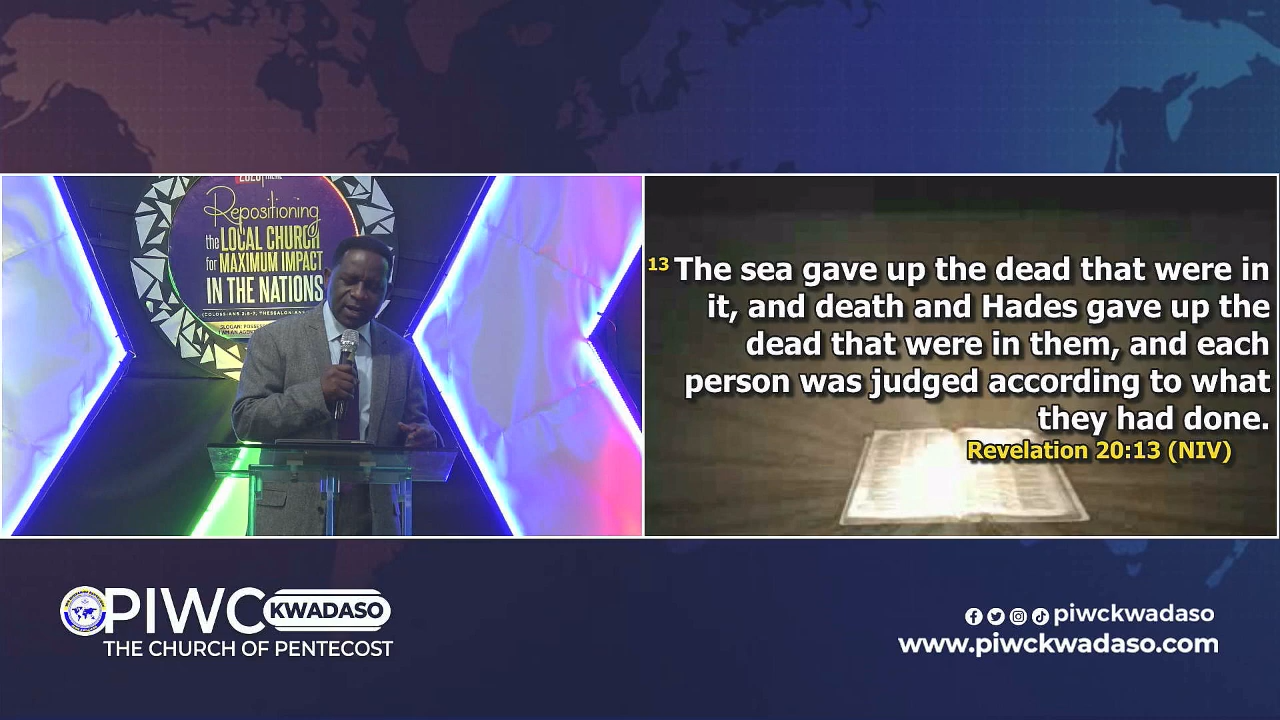 Repositioning
the LOCAL CHURCH
for MAXIMUM IMPACT
IN THE NATIONS
13 The sea gave up the dead that were in
it, and death and Hades gave up the
dead that were in them, and each
person was judged according to what
they had done.
Revelation 20:13 (NIV)
PIWC KWADASO
THE CHURCH OF PENTECOST
piwckwadaso
www.piwckwadaso.com